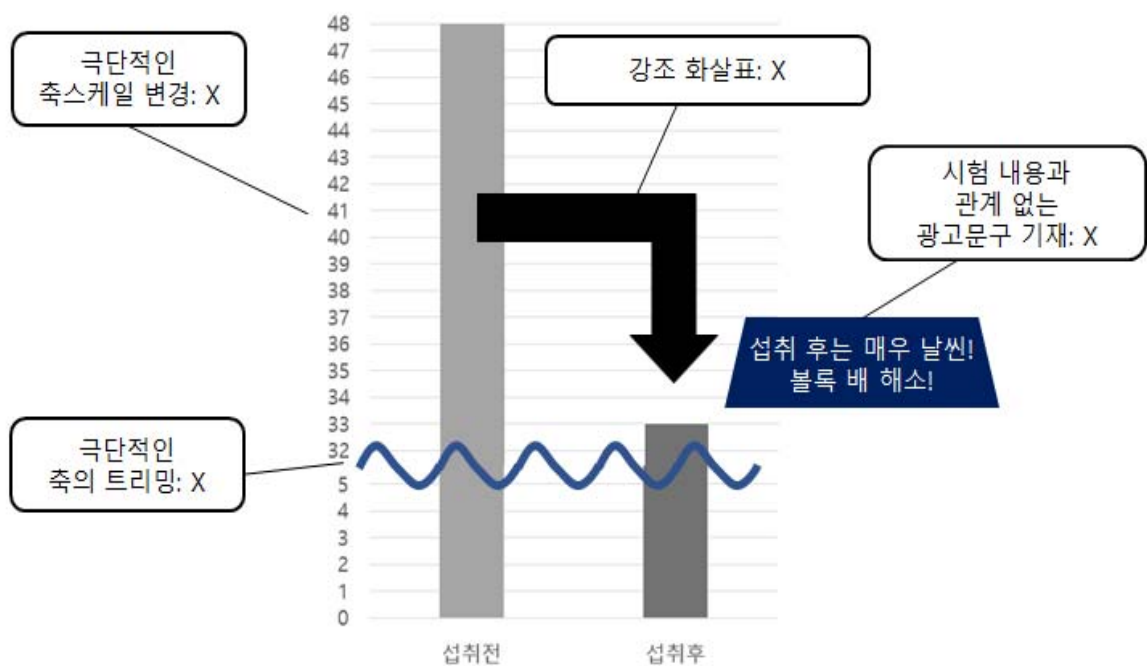 극단적인
축스케일 변경: X
강조 화살표: X
시험 내용과
관계 없는
광고문구 기재: X
섭취 후는 매우 날씬!
볼록 배 해소!
극단적인
축의 트리밍: X
48
47
46
45
44
43
42
41
40
39
38
37
36
35
34
33
32
5
4
3
2
1
0
섭취전
섭취후